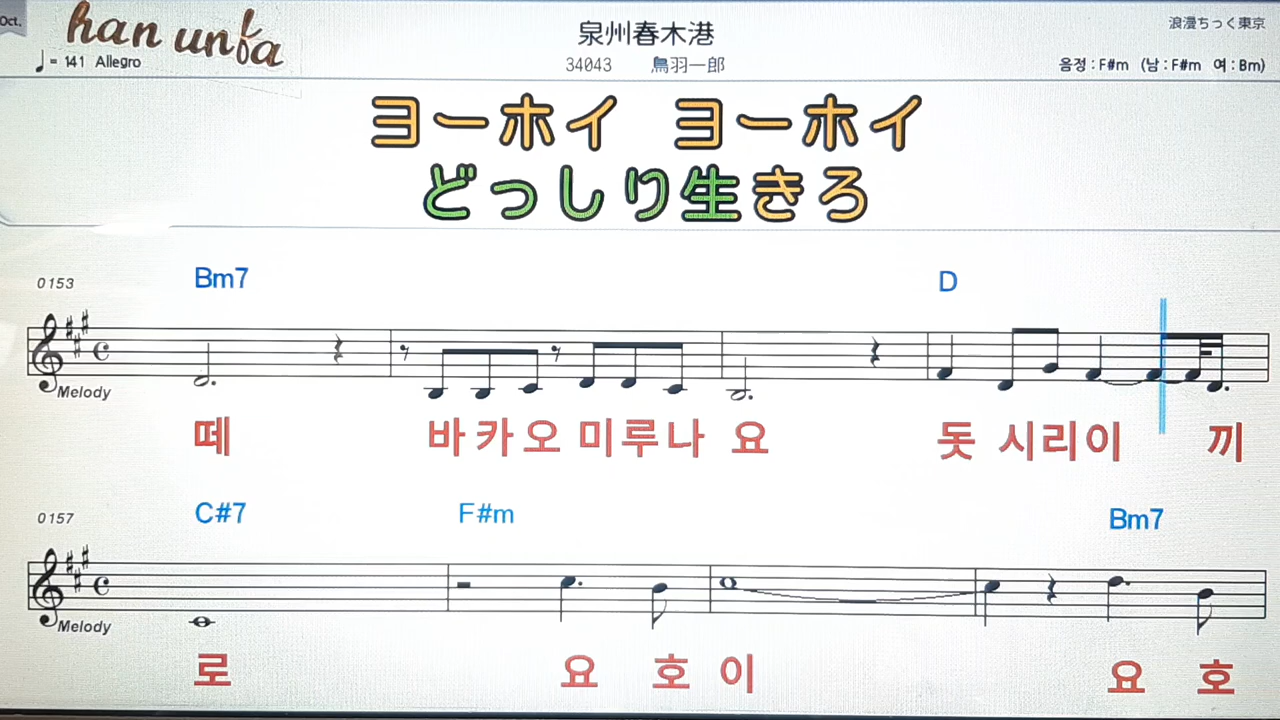 Oct.
han unfa
♩= 141 Allegro
泉州春木港
34043 鳥羽一郎
浪漫ちっく東京
음정 : F#m (남 : F#m 여 : Bm)
ヨーホイ ヨーホイ
どっしり生きろ
0153 Bm7 D
Melody
떼 바카오 미루나 요 돗 시리이 끼
0157 C#7 F#m Bm7
Melody
로 요 호 이 요 호